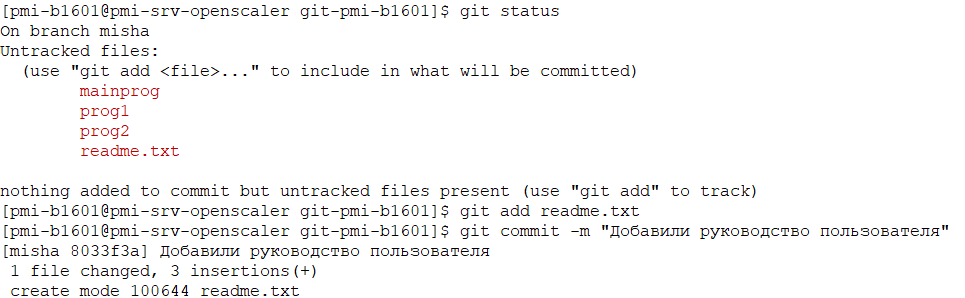 [pmi-b1601@pmi-srv-openscaler git-pmi-b1601]$ git status
On branch misha
Untracked files:
  (use "git add <file>..." to include in what will be committed)
        mainprog
        prog1
        prog2
        readme.txt

nothing added to commit but untracked files present (use "git add" to track)
[pmi-b1601@pmi-srv-openscaler git-pmi-b1601]$ git add readme.txt
[pmi-b1601@pmi-srv-openscaler git-pmi-b1601]$ git commit -m "Добавили руководство пользователя"
[misha 8033f3a] Добавили руководство пользователя
 1 file changed, 3 insertions(+)
 create mode 100644 readme.txt